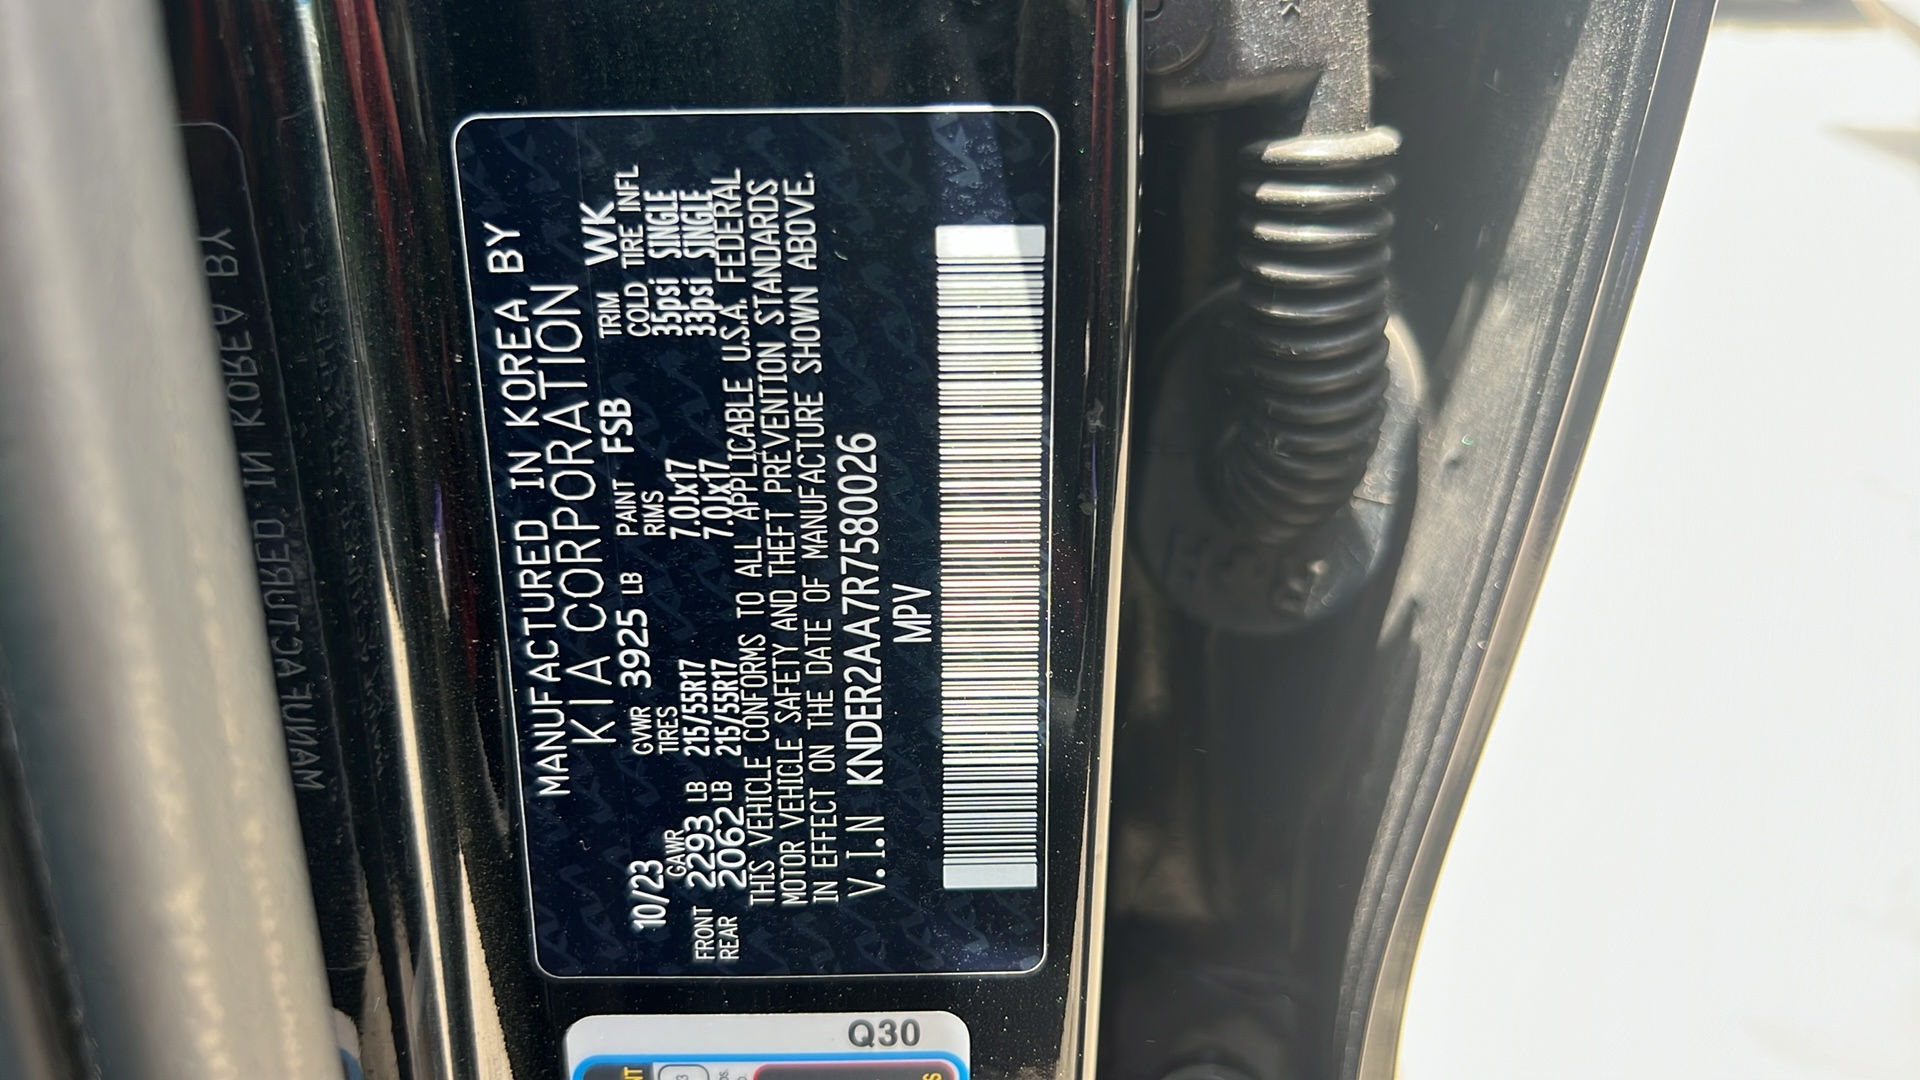 MANUFACTURED IN KOREA BY
KIA CORPORATION
10/23 GVWR 3925 LB PAINT FSB TRIM WK
GAWR TIRES RIMS COLD TIRE INFL
FRONT 2293 LB 215/55R17 7.0Jx17 35psi SINGLE
REAR 2062 LB 215/55R17 7.0Jx17 33psi SINGLE
THIS VEHICLE CONFORMS TO ALL APPLICABLE U.S.A. FEDERAL
MOTOR VEHICLE SAFETY AND THEFT PREVENTION STANDARDS
IN EFFECT ON THE DATE OF MANUFACTURE SHOWN ABOVE.
V.I.N KNDER2AA7R7580026
MPV
Q30
MANUFACTURED IN KOREA BY